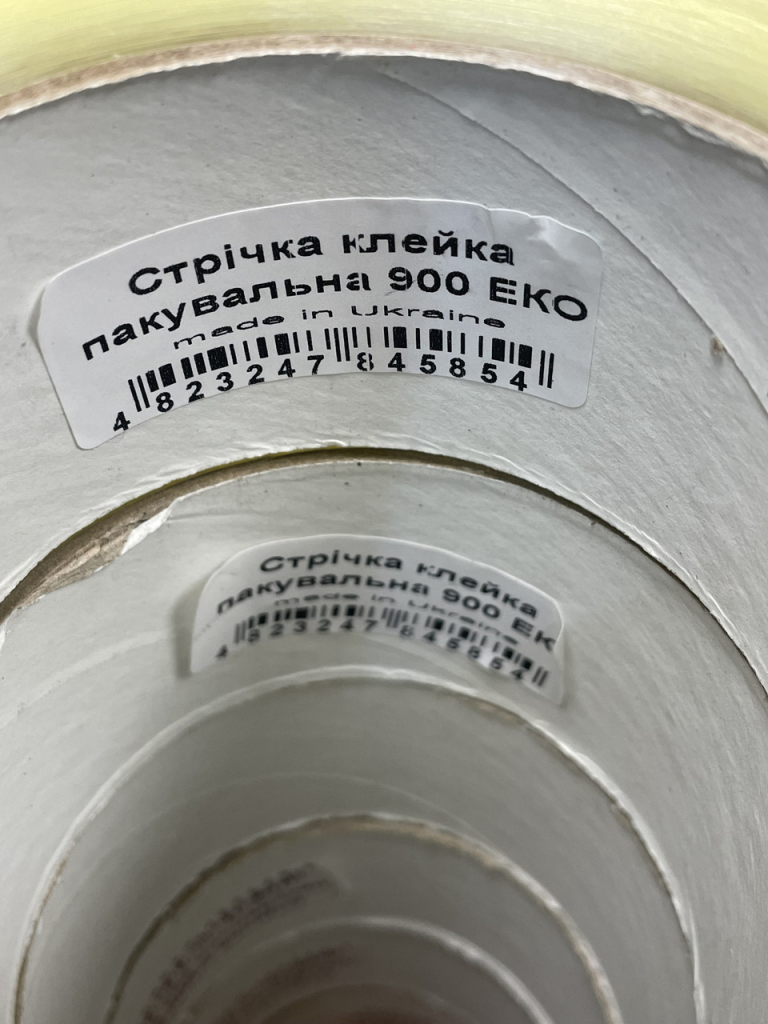 Стрічка клейка
пакувальна 900 ЕКО
made in Ukraine
4 823247 845854
Стрічка клейка
пакувальна 900 ЕК
made in Ukraine
4 823247 845854